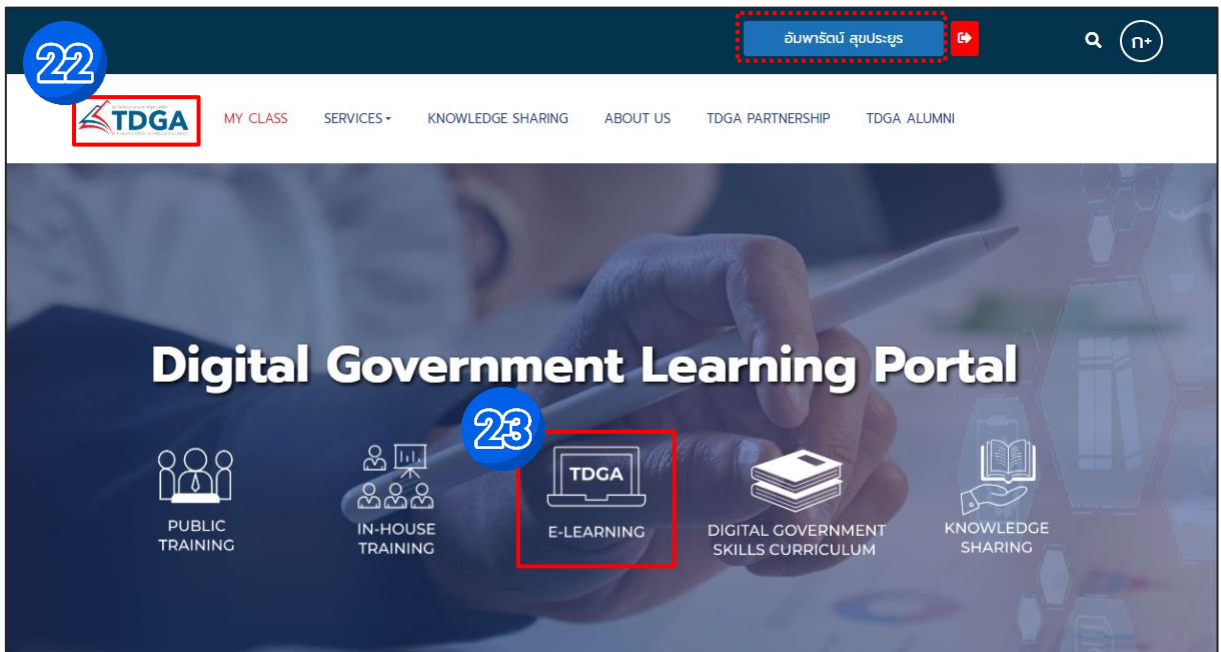 อัมพารัตน์ สุขประยูร
ก+
22
TDGA
MY CLASS
SERVICES
KNOWLEDGE SHARING
ABOUT US
TDGA PARTNERSHIP
TDGA ALUMNI
Digital Government Learning Portal
23
PUBLIC
TRAINING
IN-HOUSE
TRAINING
TDGA
E-LEARNING
DIGITAL GOVERNMENT
SKILLS CURRICULUM
KNOWLEDGE
SHARING